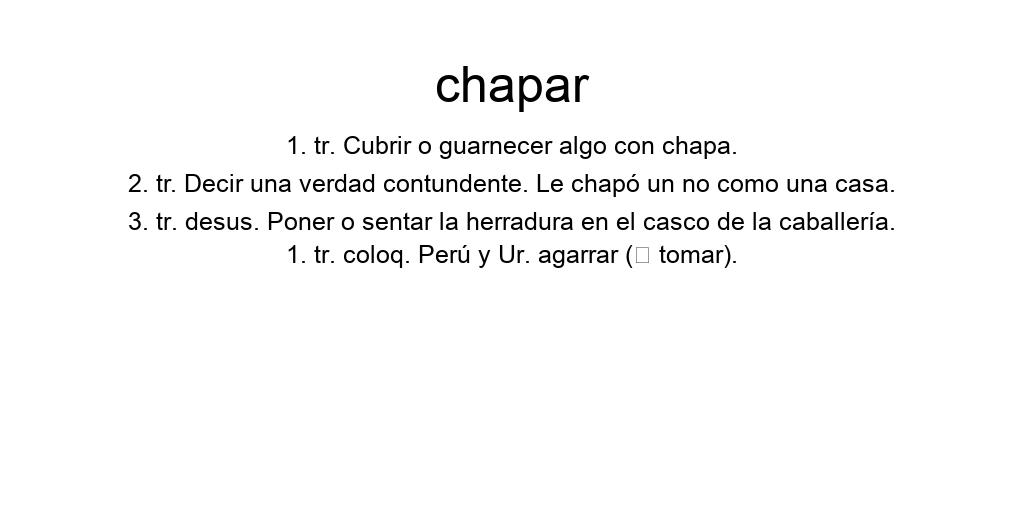 chapar
1. tr. Cubrir o guarnecer algo con chapa.
2. tr. Decir una verdad contundente. Le chapó un no como una casa.
3. tr. desus. Poner o sentar la herradura en el casco de la caballería.
1. tr. coloq. Perú y Ur. agarrar (□ tomar).